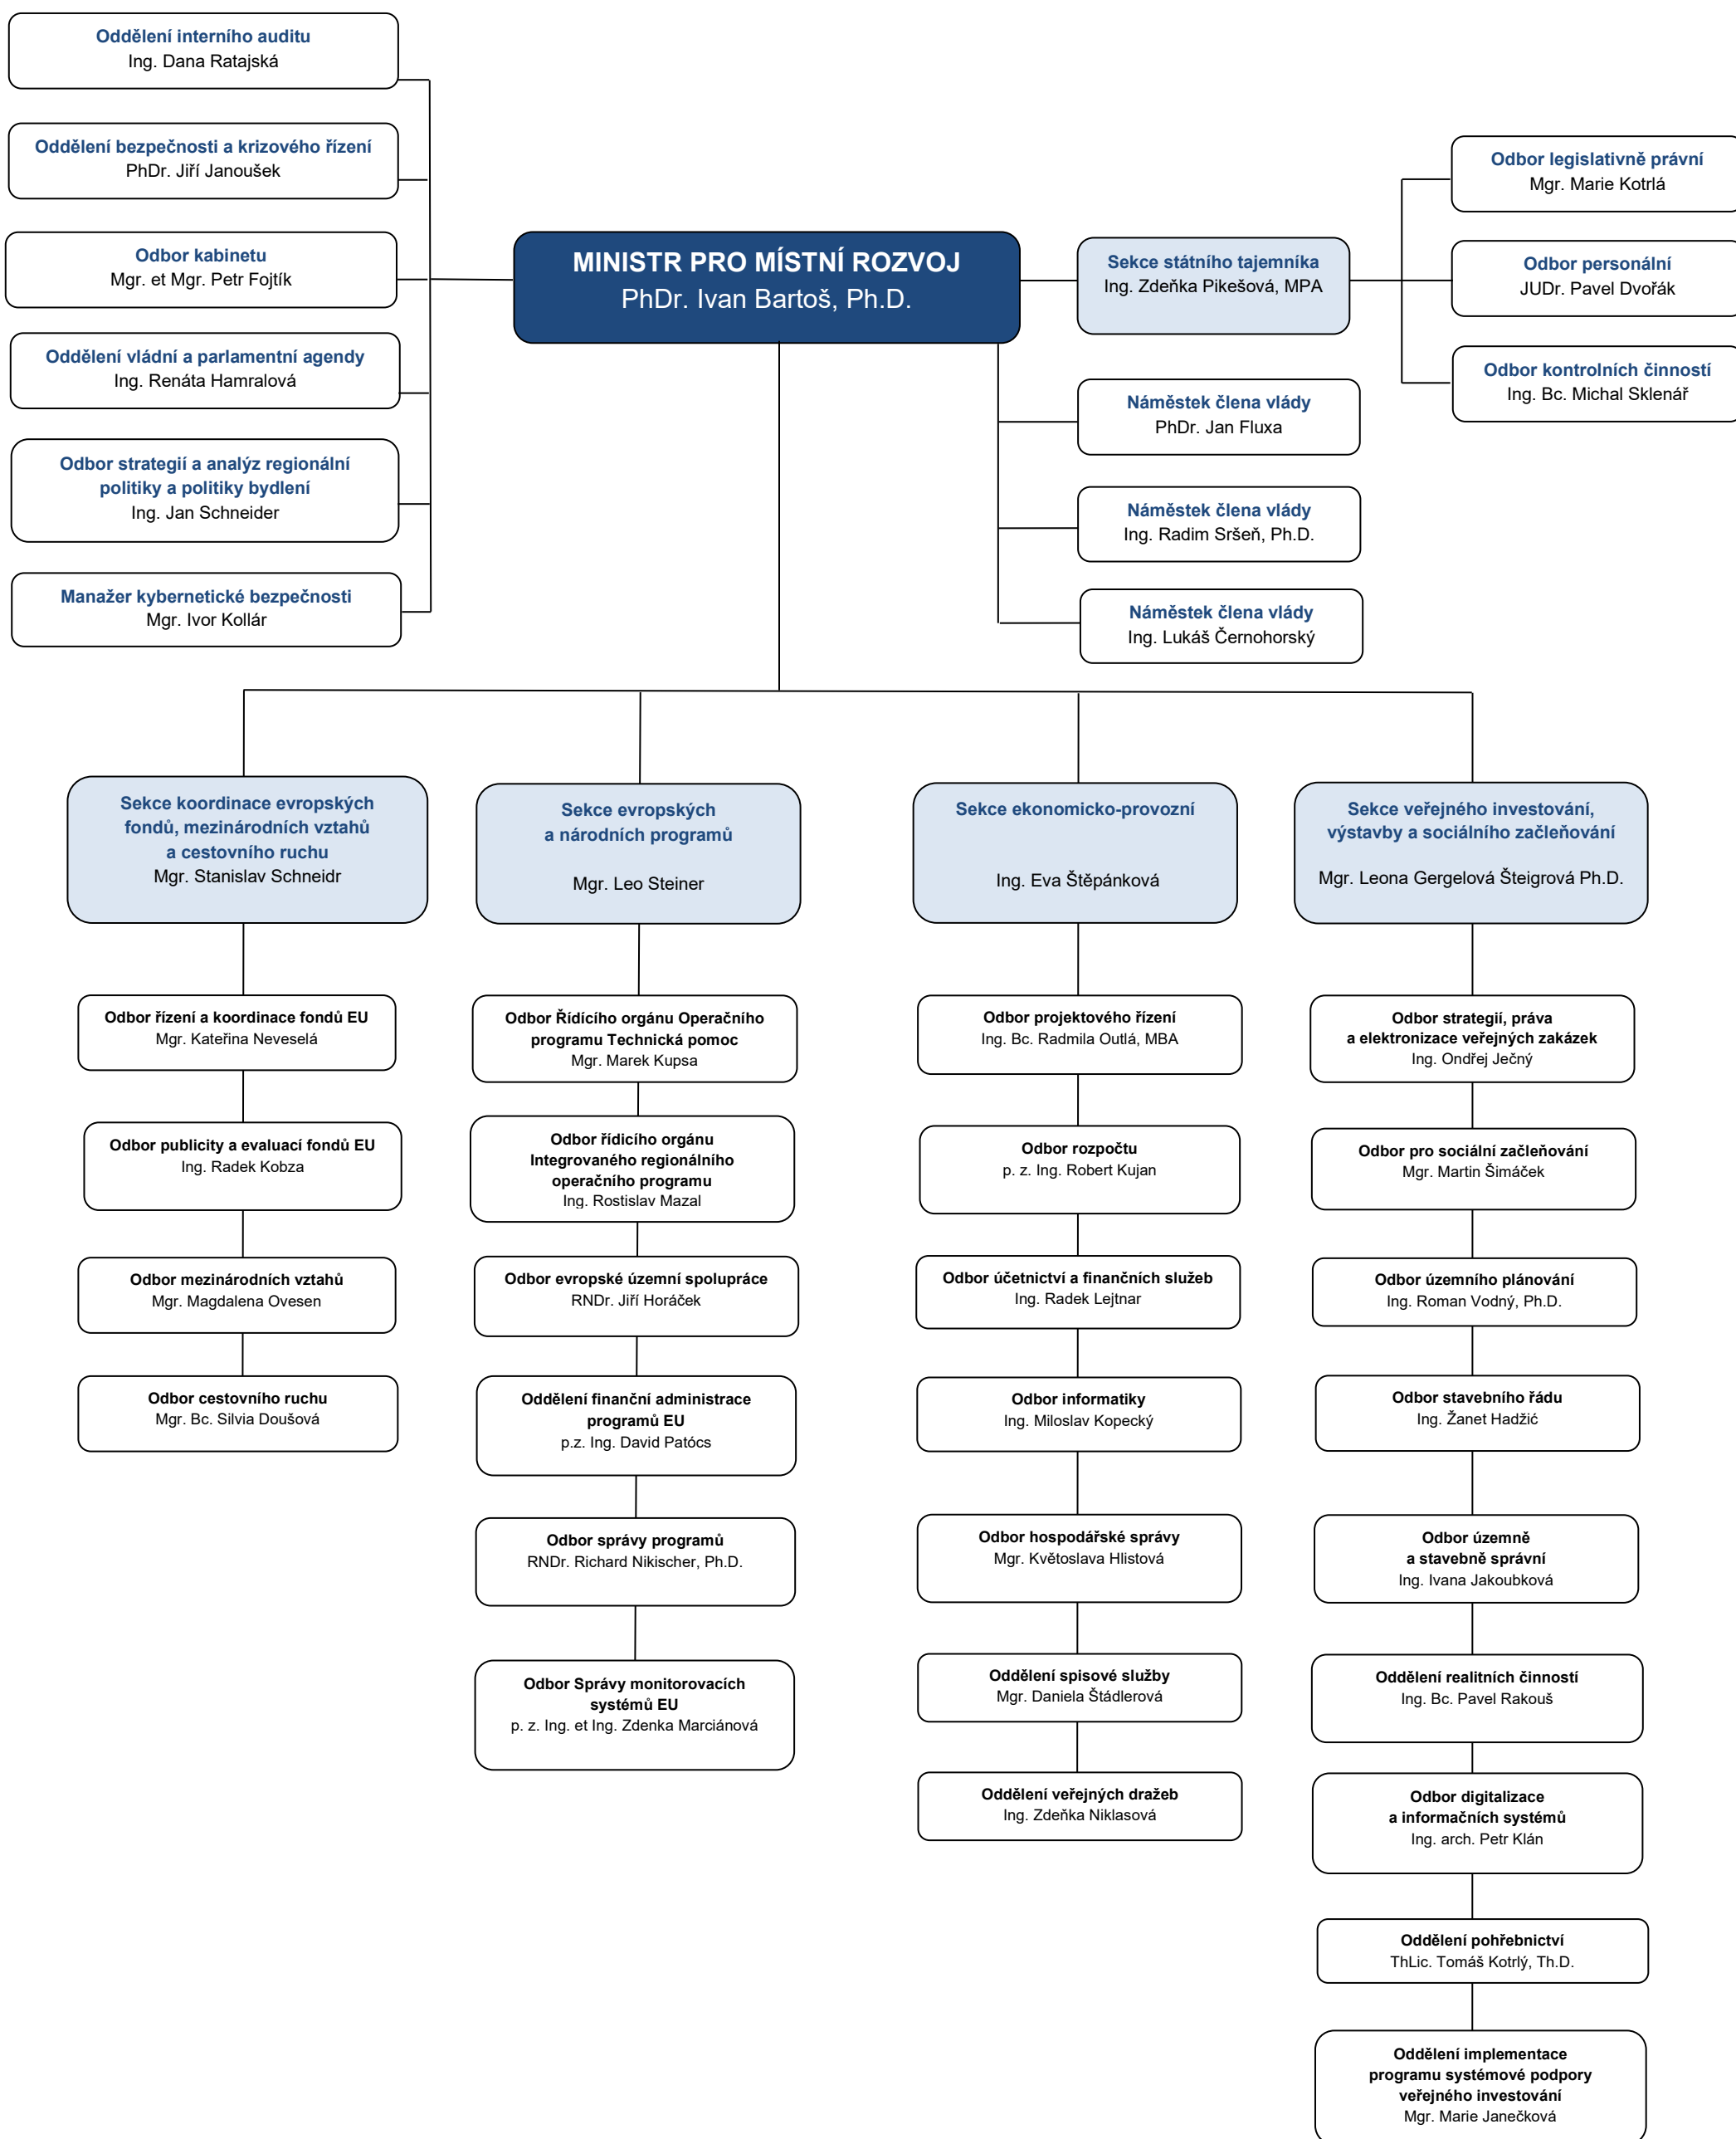 Oddělení interního auditu
Ing. Dana Ratajská
Oddělení bezpečnosti a krizového řízení
PhDr. Jiří Janoušek
Odbor kabinetu
Mgr. et Mgr. Petr Fojtík
Oddělení vládní a parlamentní agendy
Ing. Renáta Hamralová
Odbor strategií a analýz regionální
politiky a politiky bydlení
Ing. Jan Schneider
Manažer kybernetické bezpečnosti
Mgr. Ivor Kollár
MINISTR PRO MÍSTNÍ ROZVOJ
PhDr. Ivan Bartoš, Ph.D.
Sekce státního tajemníka
Ing. Zdeňka Pikešová, MPA
Odbor legislativně právní
Mgr. Marie Kotrlá
Odbor personální
JUDr. Pavel Dvořák
Odbor kontrolních činností
Ing. Bc. Michal Sklenář
Náměstek člena vlády
PhDr. Jan Fluxa
Náměstek člena vlády
Ing. Radim Sršeň, Ph.D.
Náměstek člena vlády
Ing. Lukáš Černohorský
Sekce koordinace evropských
fondů, mezinárodních vztahů
a cestovního ruchu
Mgr. Stanislav Schneidr
Odbor řízení a koordinace fondů EU
Mgr. Kateřina Neveselá
Odbor publicity a evaluací fondů EU
Ing. Radek Kobza
Odbor mezinárodních vztahů
Mgr. Magdalena Ovesen
Odbor cestovního ruchu
Mgr. Bc. Silvia Doušová
Sekce evropských
a národních programů
Mgr. Leo Steiner
Odbor Řídícího orgánu Operačního
programu Technická pomoc
Mgr. Marek Kupsa
Odbor řídicího orgánu
Integrovaného regionálního
operačního programu
Ing. Rostislav Mazal
Odbor evropské územní spolupráce
RNDr. Jiří Horáček
Oddělení finanční administrace
programů EU
p.z. Ing. David Patócs
Odbor správy programů
RNDr. Richard Nikischer, Ph.D.
Odbor Správy monitorovacích
systémů EU
p. z. Ing. et Ing. Zdenka Marciánová
Sekce ekonomicko-provozní
Ing. Eva Štěpánková
Odbor projektového řízení
Ing. Bc. Radmila Outlá, MBA
Odbor rozpočtu
p. z. Ing. Robert Kujan
Odbor účetnictví a finančních služeb
Ing. Radek Lejtnar
Odbor informatiky
Ing. Miloslav Kopecký
Odbor hospodářské správy
Mgr. Květoslava Hlistová
Oddělení spisové služby
Mgr. Daniela Štádlerová
Oddělení veřejných dražeb
Ing. Zdeňka Niklasová
Sekce veřejného investování,
výstavby a sociálního začleňování
Mgr. Leona Gergelová Šteigrová Ph.D.
Odbor strategií, práva
a elektronizace veřejných zakázek
Ing. Ondřej Ječný
Odbor pro sociální začleňování
Mgr. Martin Šimáček
Odbor územního plánování
Ing. Roman Vodný, Ph.D.
Odbor stavebního řádu
Ing. Žanet Hadžić
Odbor územně
a stavebně správní
Ing. Ivana Jakoubková
Oddělení realitních činností
Ing. Bc. Pavel Rakouš
Odbor digitalizace
a informačních systémů
Ing. arch. Petr Klán
Oddělení pohřebnictví
ThLic. Tomáš Kotrlý, Th.D.
Oddělení implementace
programu systémové podpory
veřejného investování
Mgr. Marie Janečková